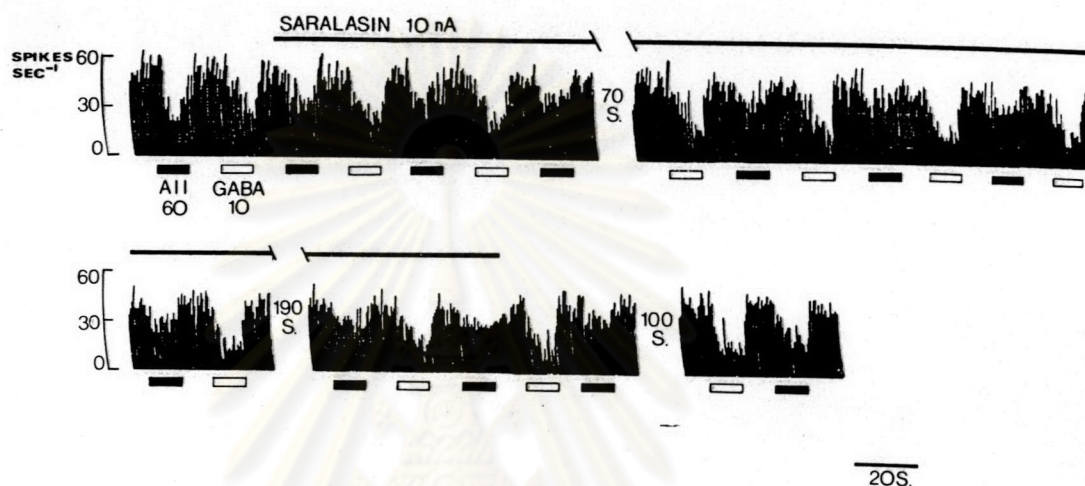 SARALASIN 10 nA
SPIKES
SEC⁻¹
60
30
0
70
S.
AII
60
GABA
10
60
30
0
190
S.
100
S.
20S.